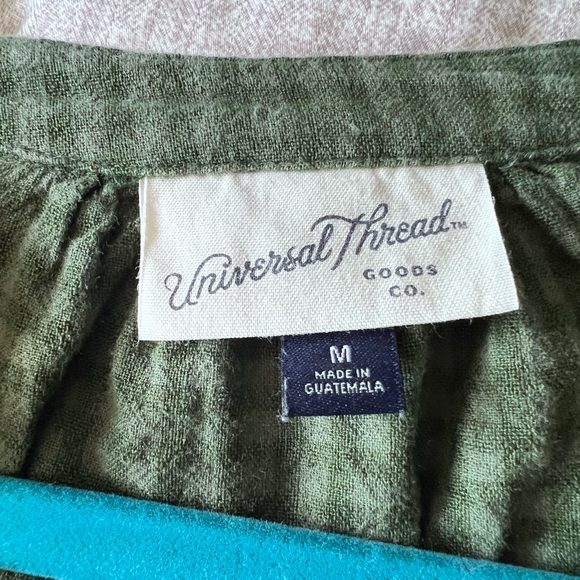 Universal Thread™
GOODS
CO.
M
MADE IN
GUATEMALA